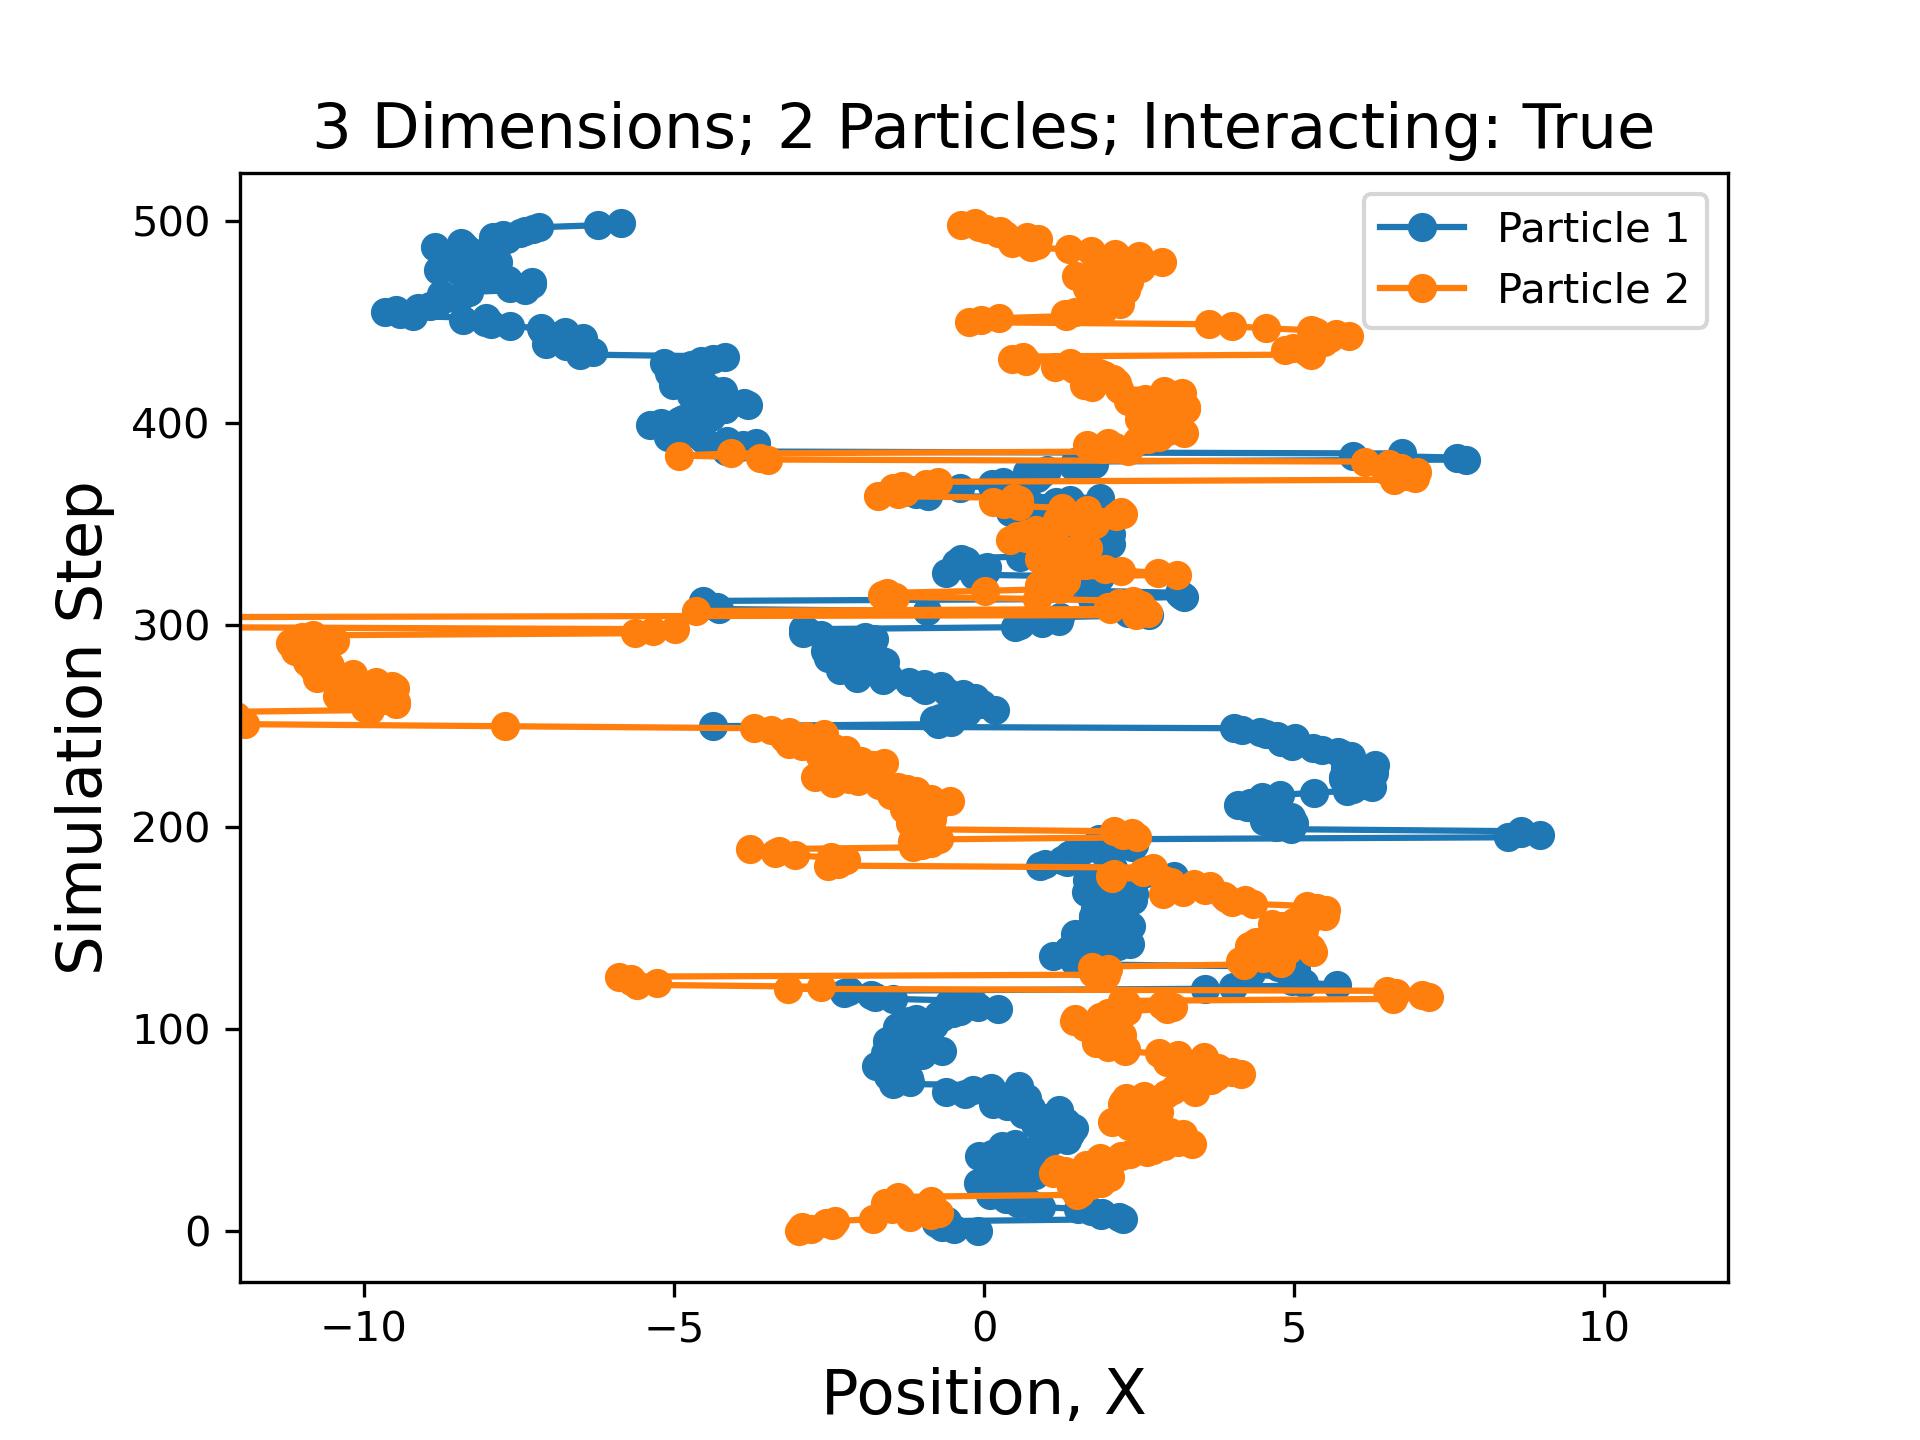 3 Dimensions; 2 Particles; Interacting: True
Particle 1
Particle 2
500
400
300
200
100
0
Simulation Step
−10
−5
0
5
10
Position, X